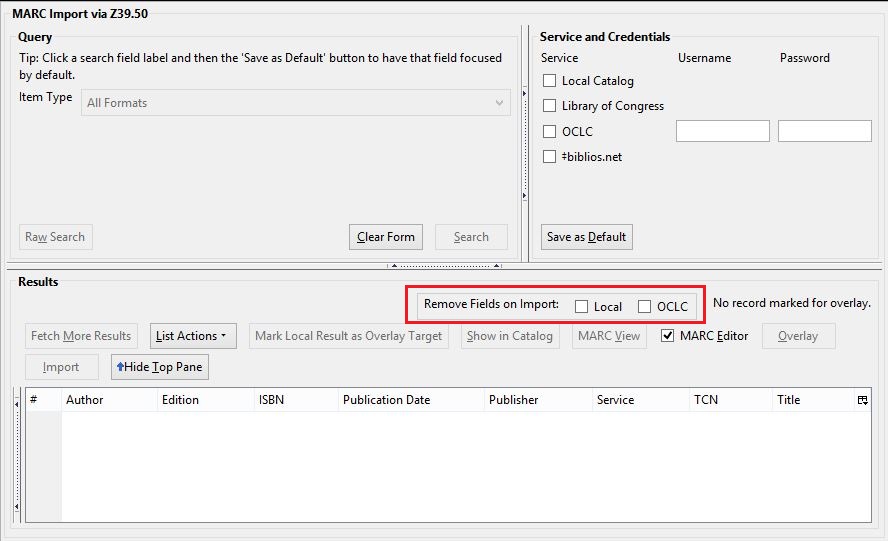 MARC Import via Z39.50
Query
Tip: Click a search field label and then the 'Save as Default' button to have that field focused
by default.
Item Type
All Formats
Raw Search
Clear Form
Search
Service and Credentials
Service Username Password
Local Catalog
Library of Congress
OCLC
‡biblios.net
Save as Default
Results
Remove Fields on Import: Local OCLC
No record marked for overlay.
Fetch More Results List Actions Mark Local Result as Overlay Target Show in Catalog MARC View MARC Editor Overlay
Import Hide Top Pane
# Author Edition ISBN Publication Date Publisher Service TCN Title